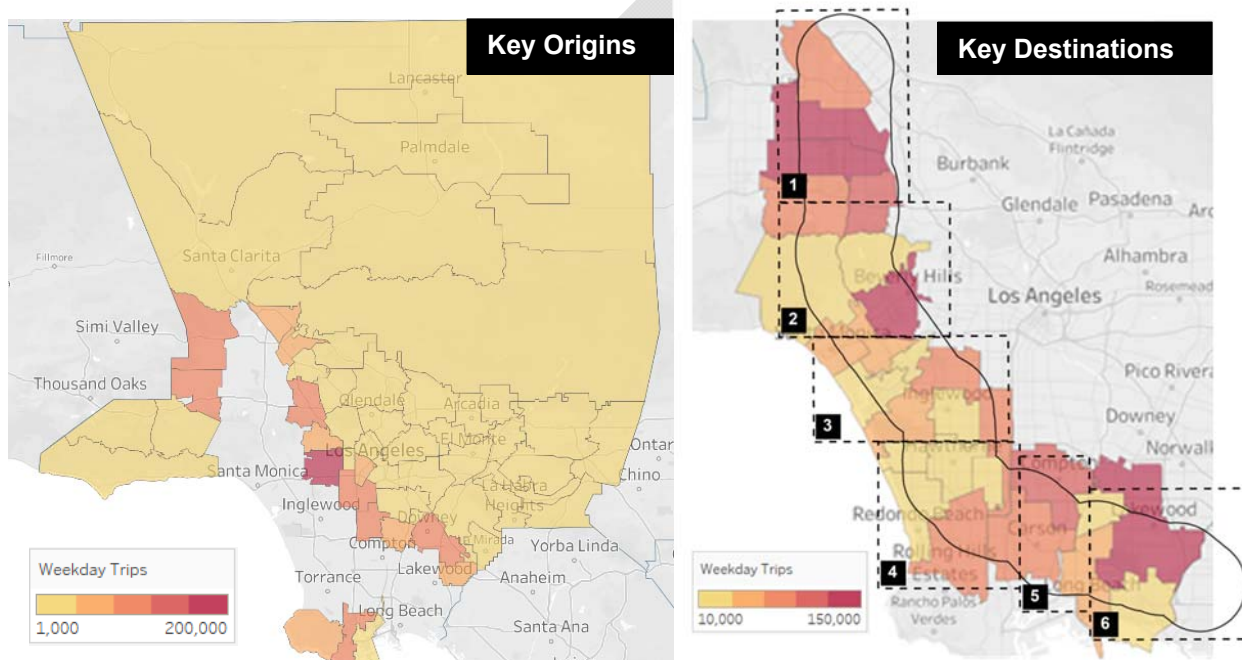 Key Origins
Lancaster
Palmdale
Santa Clarita
Fillmore
Simi Valley
Thousand Oaks
Glendale
Arcadia
El Monte
Los Angeles
Santa Monica
Ontar
Chino
La Habra
Heights
Inglewood
Downey
La Mirada
Compton
Yorba Linda
Lakewood
Anaheim
Torrance
Long Beach
Santa Ana
Weekday Trips
1,000
200,000
Key Destinations
La Cañada
Flintridge
Burbank
1
Glendale
Pasadena
Arc
Beverly Hills
Alhambra
Rosemead
Los Angeles
2
Pico Rivera
Inglewood
3
Downey
Norwalk
Hawthorne
Compton
Lakewood
Redondo Beach
Carson
Rolling Hills
Estates
4
Long Beach
Rancho Palos
Verdes
5
6
Weekday Trips
10,000
150,000